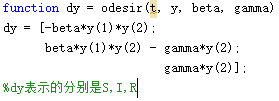 function dy = odesir(t, y, beta, gamma)
dy = [-beta*y(1)*y(2);
beta*y(1)*y(2) - gamma*y(2);
gamma*y(2)];
%dy表示的分别是S,I,R